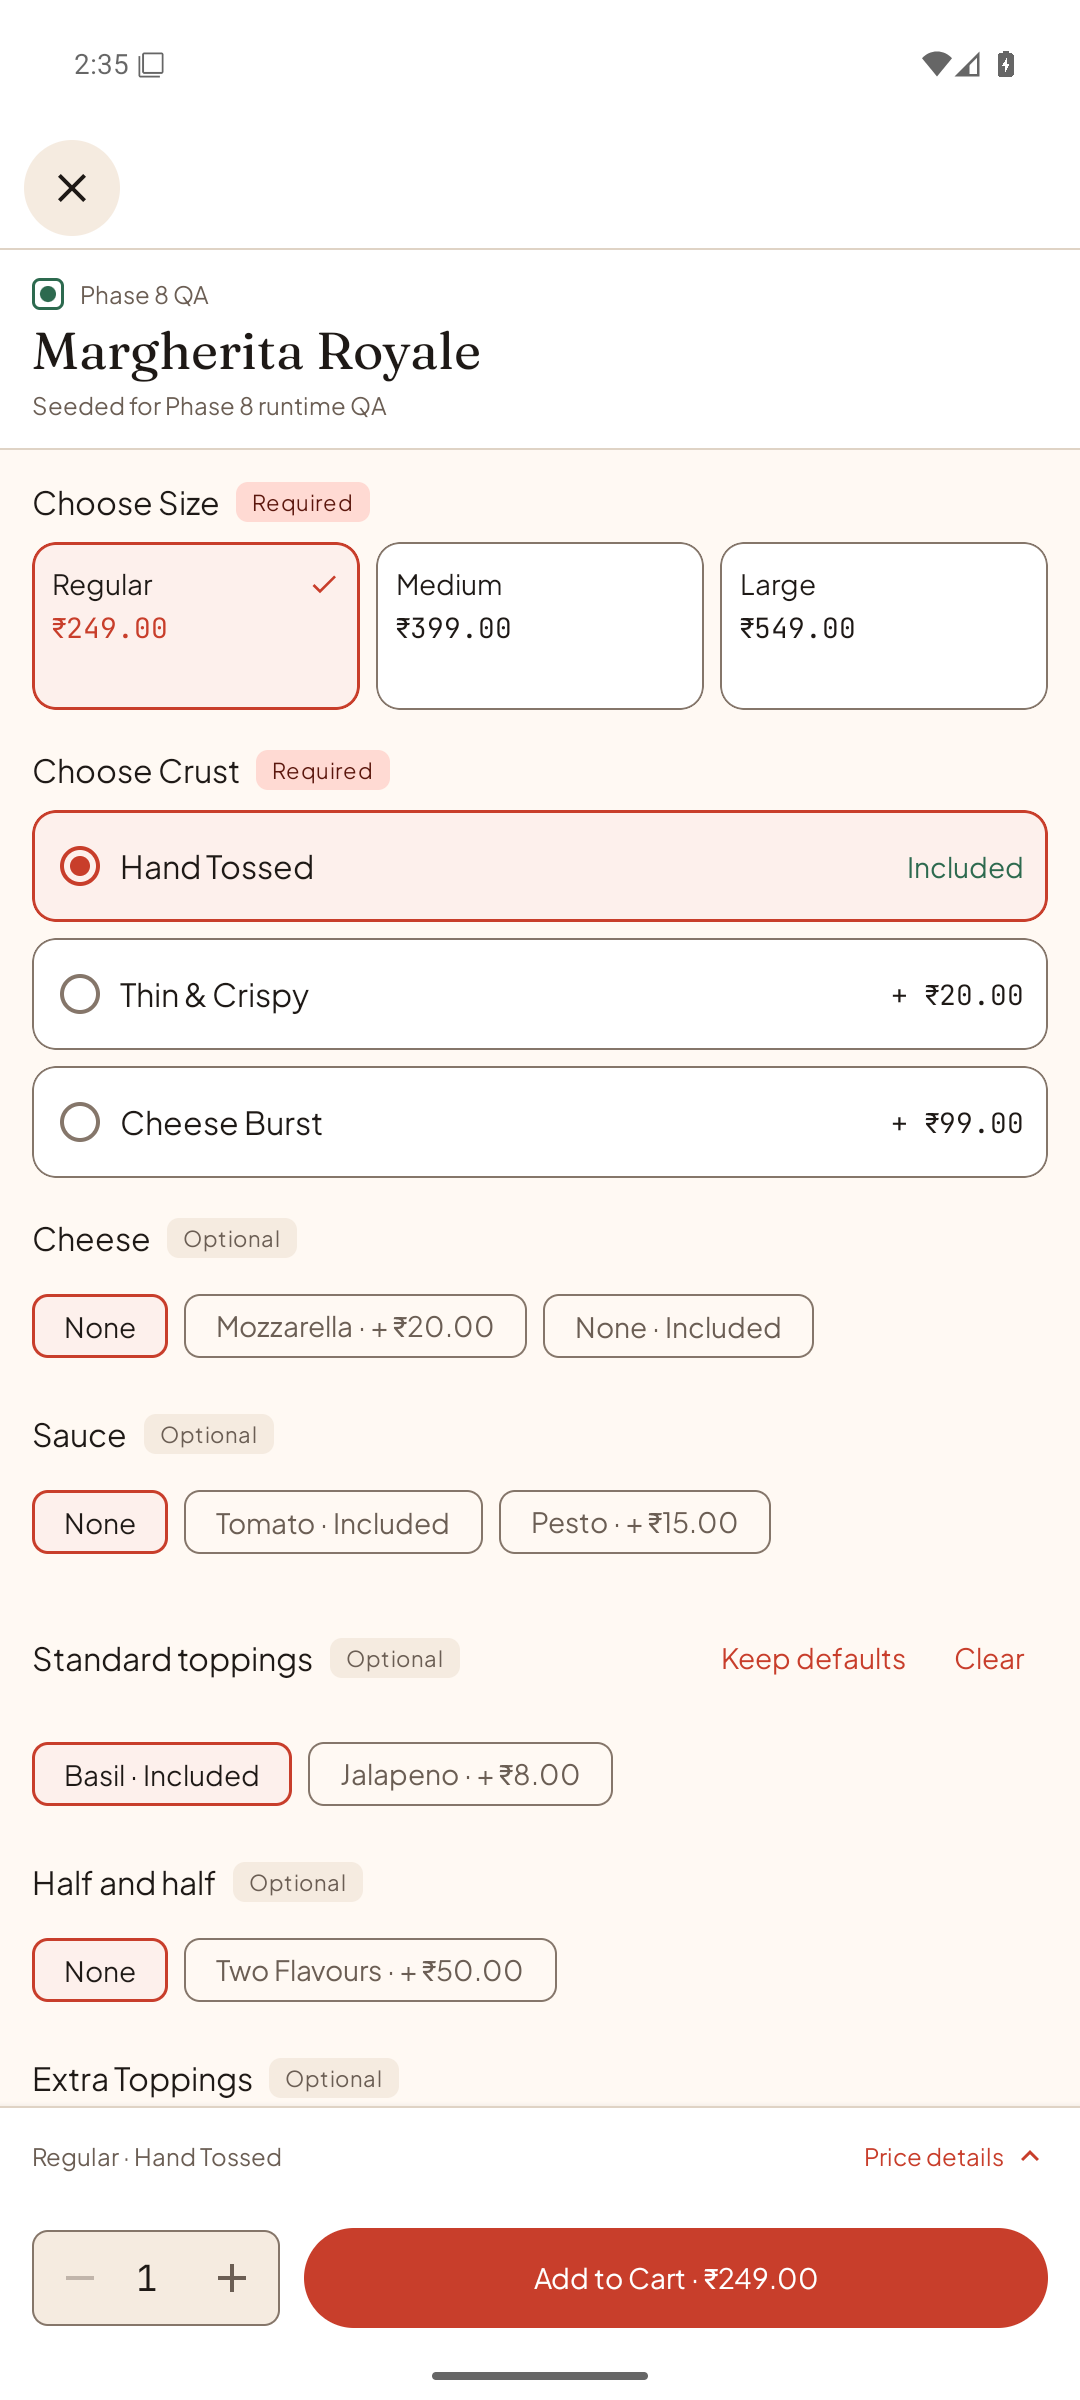 2:35
Phase 8 QA
Margherita Royale
Seeded for Phase 8 runtime QA
Choose Size Required
Regular Medium Large
₹249.00 ₹399.00 ₹549.00
Choose Crust Required
Hand Tossed Included
Thin & Crispy + ₹20.00
Cheese Burst + ₹99.00
Cheese Optional
None Mozzarella · + ₹20.00 None · Included
Sauce Optional
None Tomato · Included Pesto · + ₹15.00
Standard toppings Optional Keep defaults Clear
Basil · Included Jalapeno · + ₹8.00
Half and half Optional
None Two Flavours · + ₹50.00
Extra Toppings Optional
Regular · Hand Tossed Price details
1 Add to Cart · ₹249.00